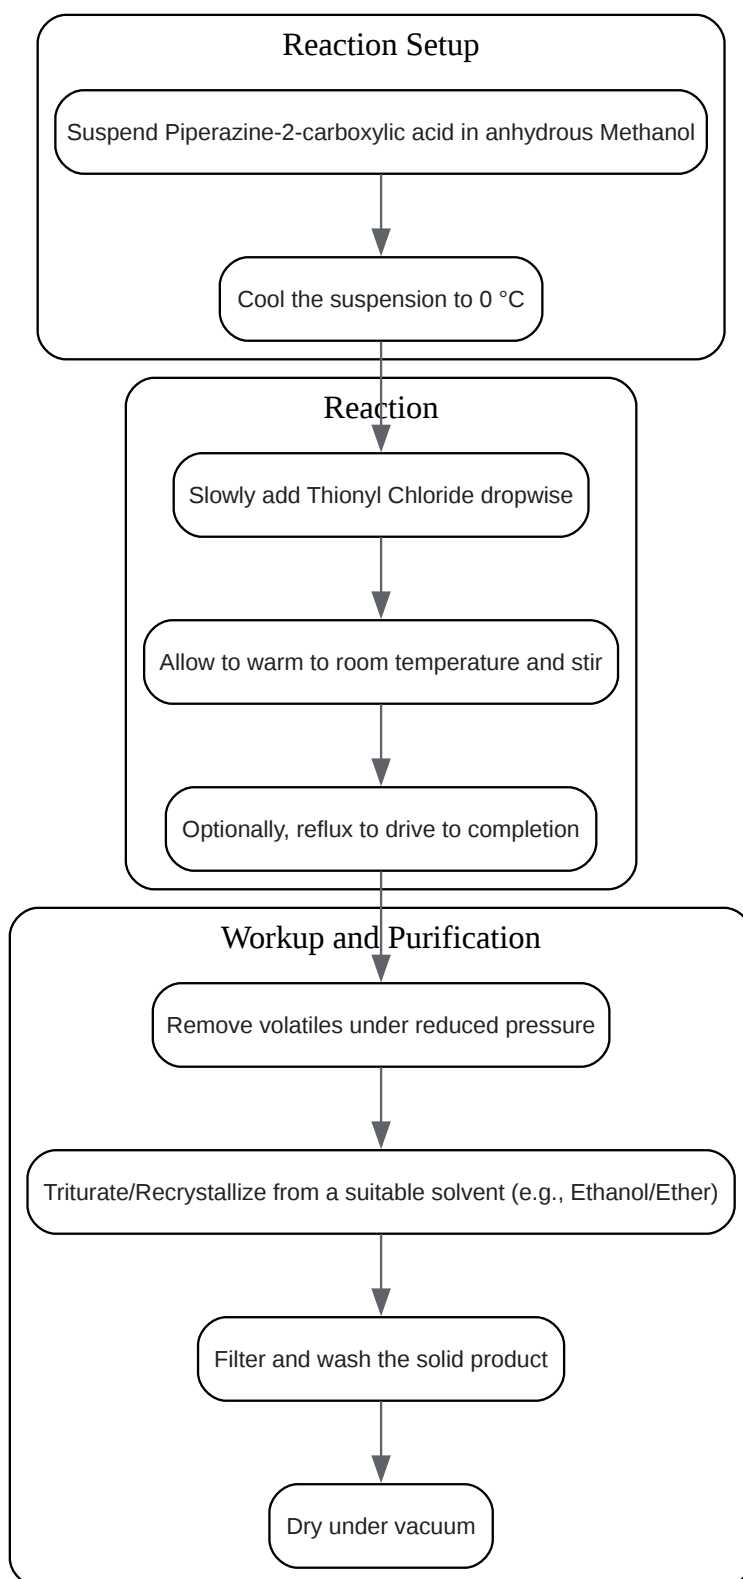 Reaction Setup
Suspend Piperazine-2-carboxylic acid in anhydrous Methanol
Cool the suspension to 0 °C
Reaction
Slowly add Thionyl Chloride dropwise
Allow to warm to room temperature and stir
Optionally, reflux to drive to completion
Workup and Purification
Remove volatiles under reduced pressure
Triturate/Recrystallize from a suitable solvent (e.g., Ethanol/Ether)
Filter and wash the solid product
Dry under vacuum